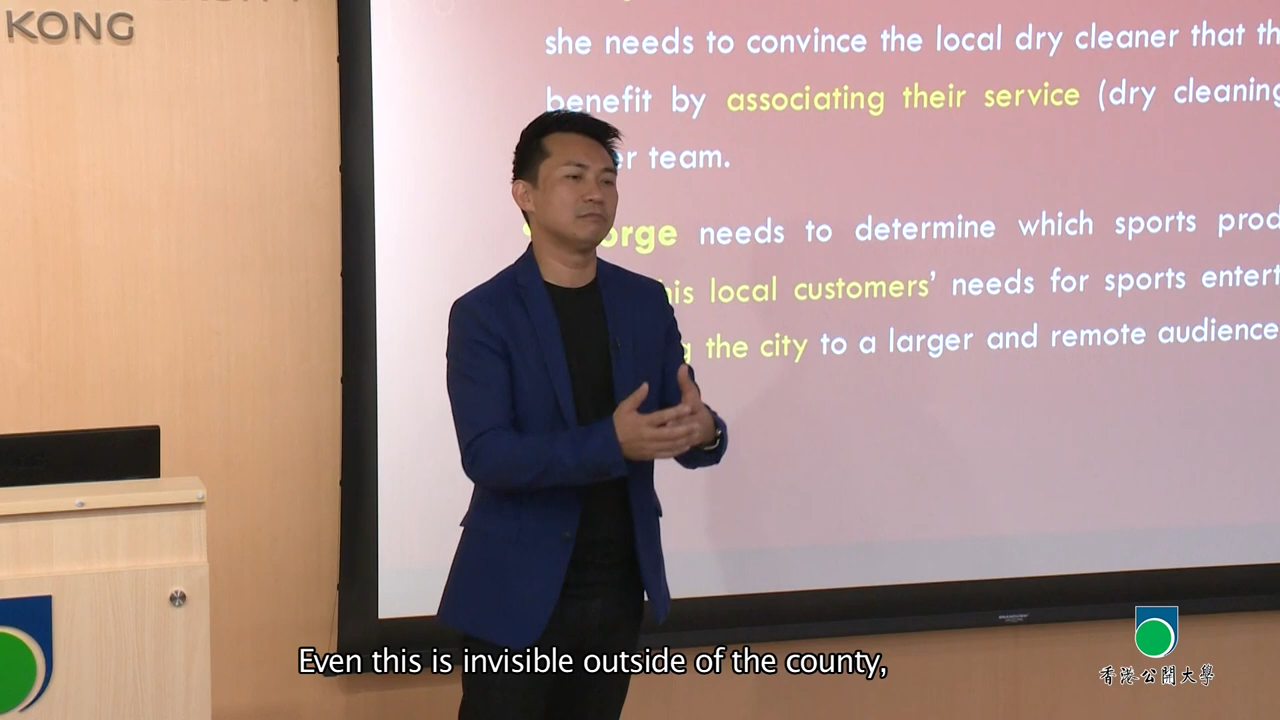 KONG
she needs to convince the local dry cleaner that th
benefit by associating their service (dry cleaning
er team.
orge needs to determine which sports prod
his local customers' needs for sports entert
g the city to a larger and remote audience
Even this is invisible outside of the county,
香港公開大學